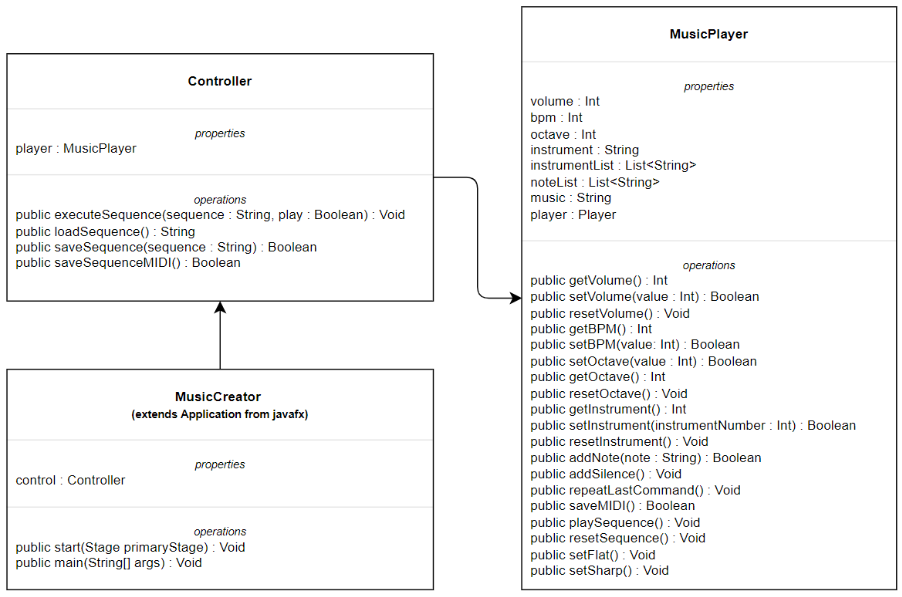 Controller
properties
player : MusicPlayer
operations
public executeSequence(sequence : String, play : Boolean) : Void
public loadSequence() : String
public saveSequence(sequence : String) : Boolean
public saveSequenceMIDI() : Boolean
MusicCreator
(extends Application from javafx)
properties
control : Controller
operations
public start(Stage primaryStage) : Void
public main(String[] args) : Void
MusicPlayer
properties
volume : Int
bpm : Int
octave : Int
instrument : String
instrumentList : List<String>
noteList : List<String>
music : String
player : Player
operations
public getVolume() : Int
public setVolume(value : Int) : Boolean
public resetVolume() : Void
public getBPM() : Int
public setBPM(value: Int) : Boolean
public setOctave(value : Int) : Boolean
public getOctave() : Int
public resetOctave() : Void
public getInstrument() : Int
public setInstrument(instrumentNumber : Int) : Boolean
public resetInstrument() : Void
public addNote(note : String) : Boolean
public addSilence() : Void
public repeatLastCommand() : Void
public saveMIDI() : Boolean
public playSequence() : Void
public resetSequence() : Void
public setFlat() : Void
public setSharp() : Void